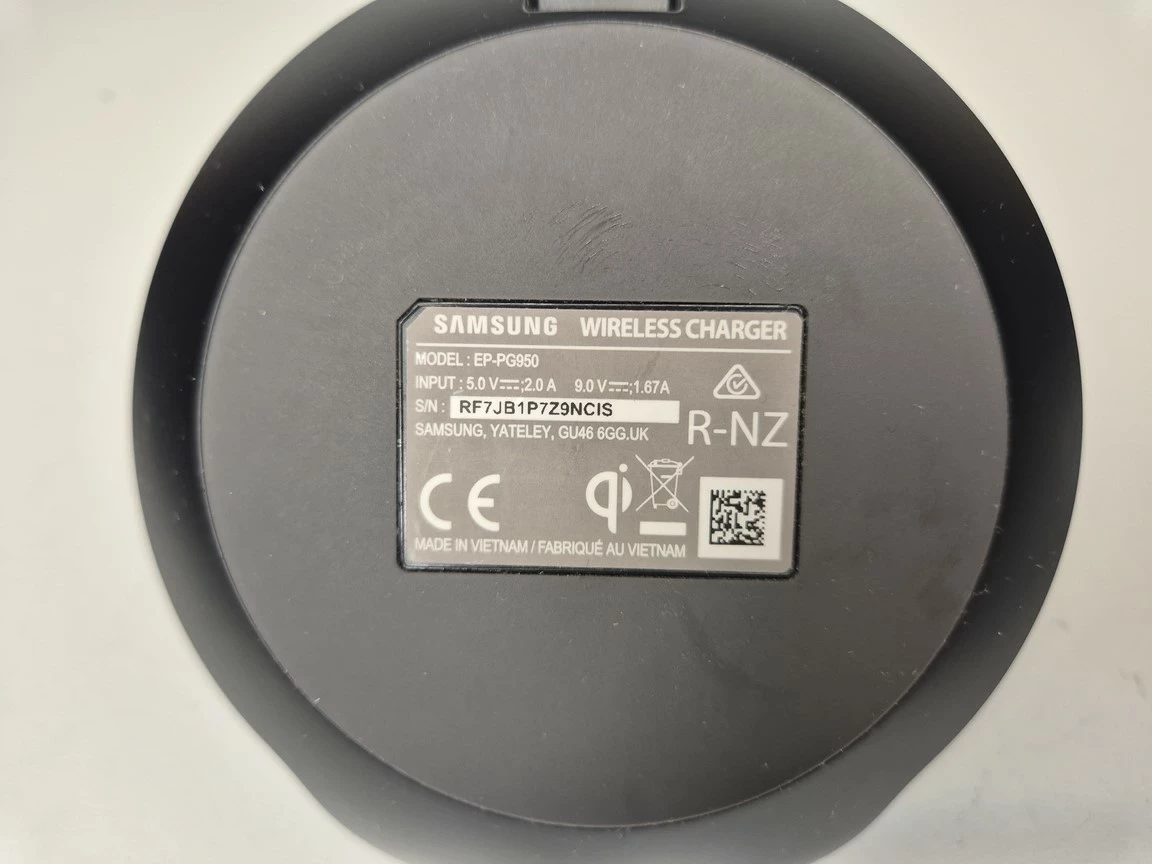 SAMSUNG WIRELESS CHARGER
MODEL : EP-PG950
INPUT : 5.0 V⎓;2.0 A 9.0 V⎓;1.67A
S/N : RF7JB1P7Z9NCIS
SAMSUNG, YATELEY, GU46 6GG.UK
R-NZ
CE
qi
MADE IN VIETNAM / FABRIQUÉ AU VIETNAM